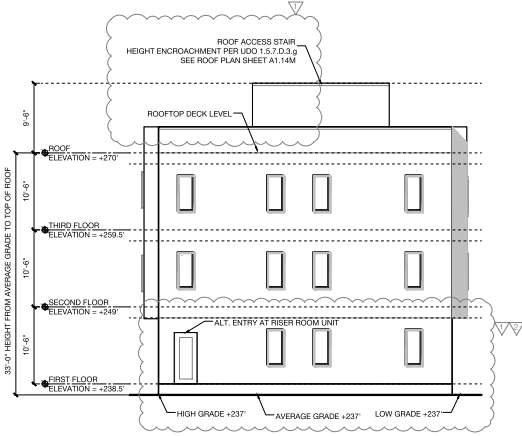 1
ROOF ACCESS STAIR
HEIGHT ENCROACHMENT PER UDO 1.5.7.D.3.g
SEE ROOF PLAN SHEET A1.14M
9'-6"
ROOFTOP DECK LEVEL
ROOF
ELEVATION = +270'
10'-6"
THIRD FLOOR
ELEVATION = +259.5'
10'-6"
SECOND FLOOR
ELEVATION = +249'
10'-6"
33'-0" HEIGHT FROM AVERAGE GRADE TO TOP OF ROOF
ALT. ENTRY AT RISER ROOM UNIT
1 2
FIRST FLOOR
ELEVATION = +238.5'
HIGH GRADE +237'
AVERAGE GRADE +237'
LOW GRADE +237'